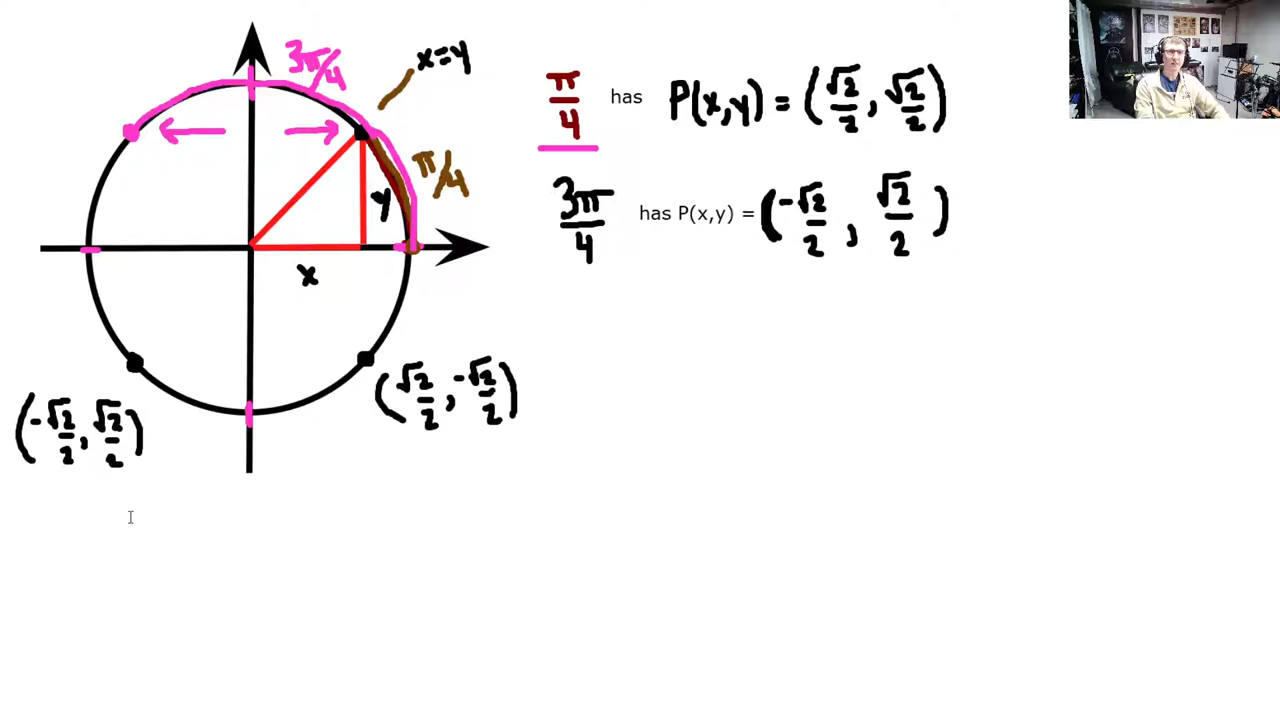 3π/4
x=y
π/4
y
x
(√2/2, -√2/2)
(-√2/2, √2/2)
π/4 has P(x,y) = (√2/2, √2/2)
3π/4 has P(x,y) = (-√2/2, √2/2)